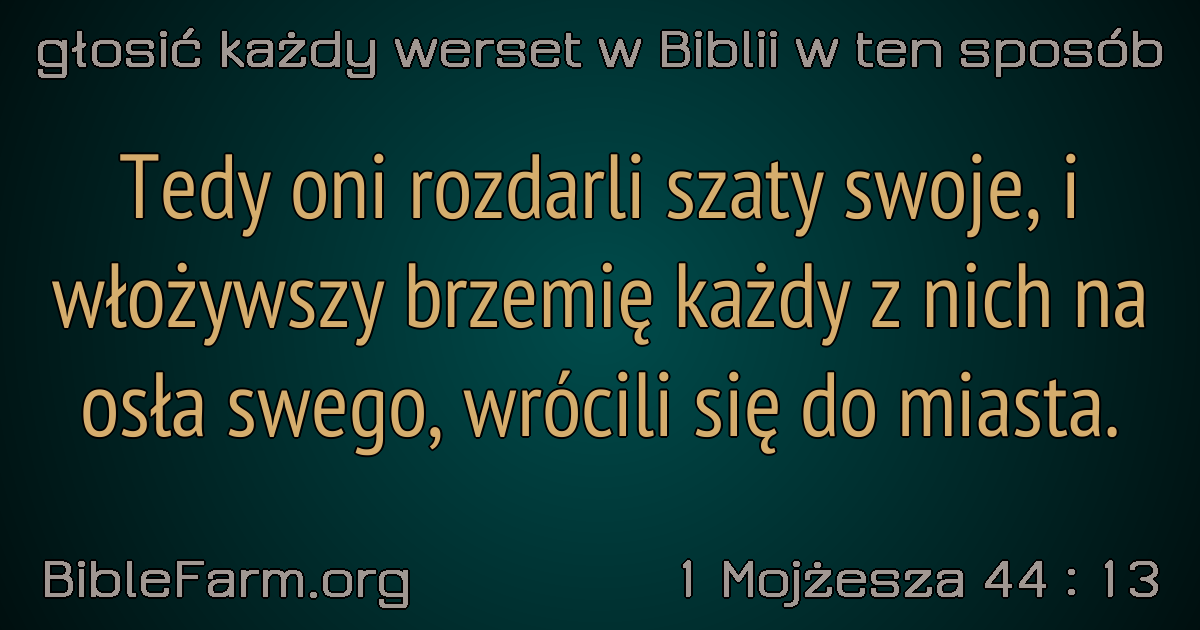 głosić każdy werset w Biblii w ten sposób
Tedy oni rozdarli szaty swoje, i
włożywszy brzemię każdy z nich na
osła swego, wrócili się do miasta.
BibleFarm.org
1 Mojżesza 44 : 13